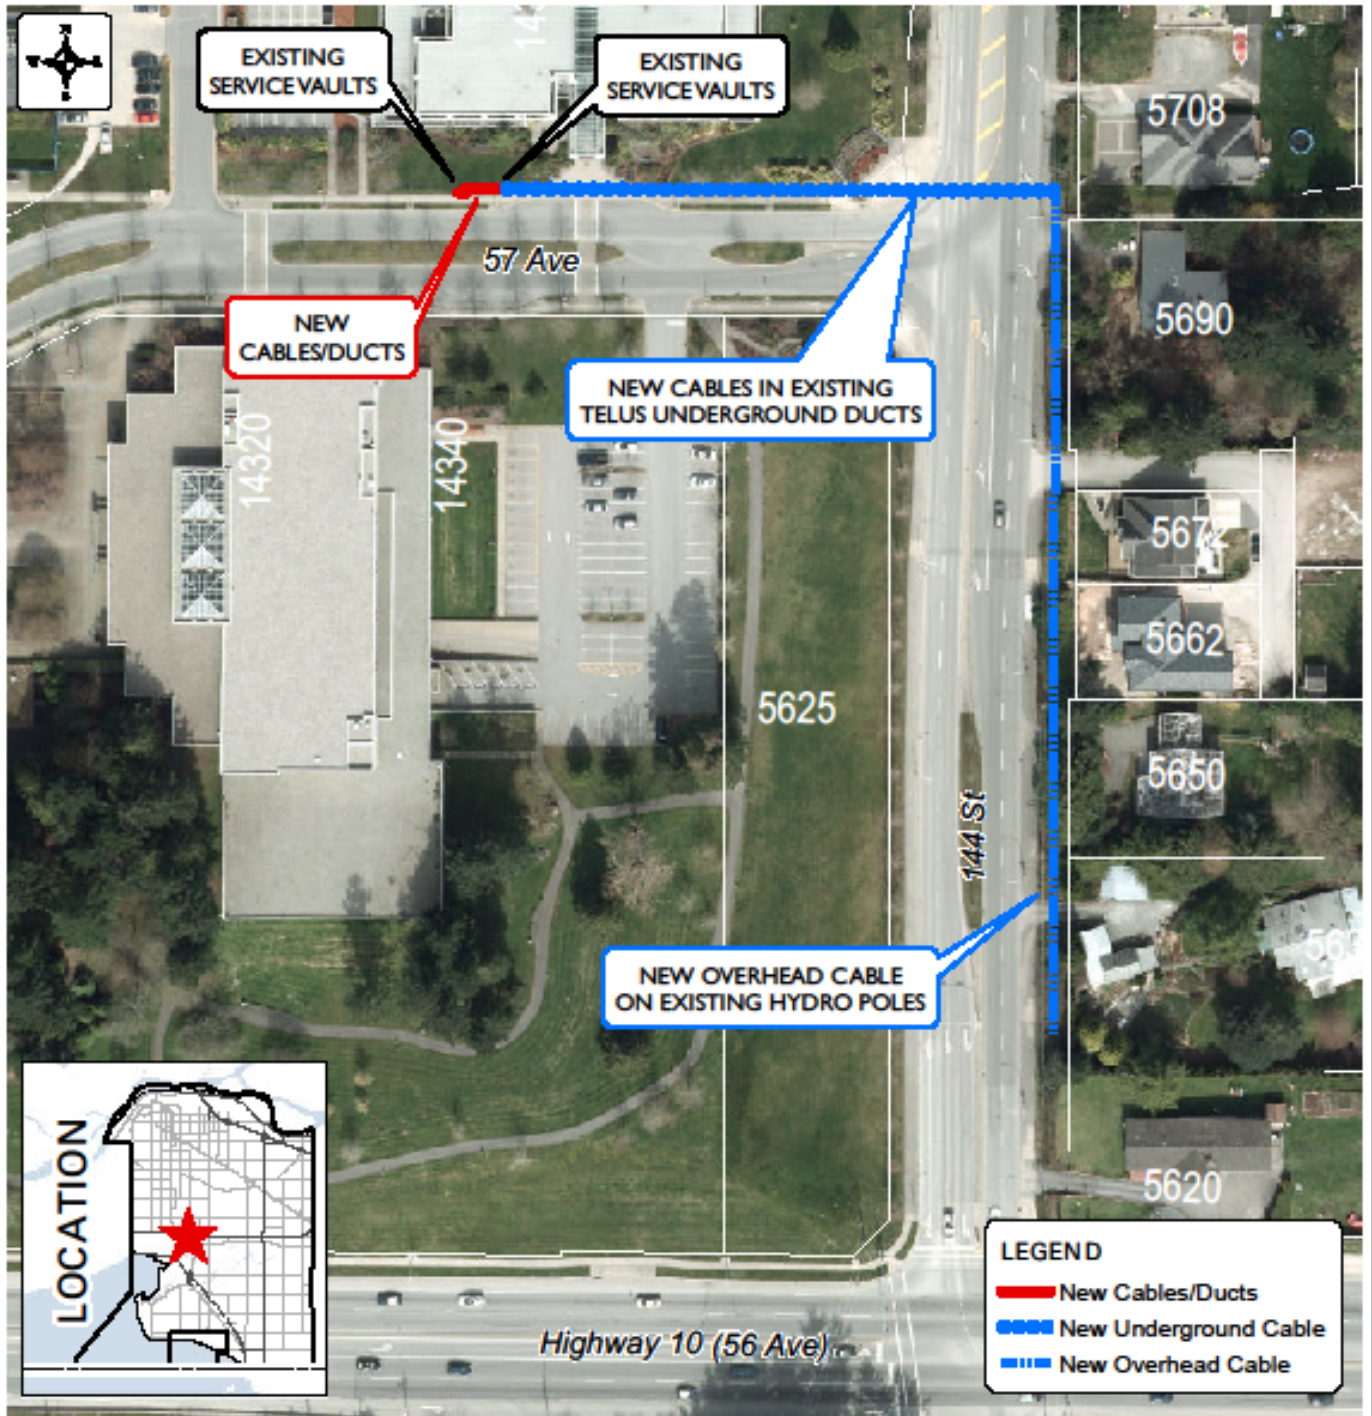 N
EXISTING
SERVICE VAULTS
EXISTING
SERVICE VAULTS
5708
57 Ave
NEW
CABLES/DUCTS
5690
NEW CABLES IN EXISTING
TELUS UNDERGROUND DUCTS
14320
14340
5672
5662
5625
5650
144 St
NEW OVERHEAD CABLE
ON EXISTING HYDRO POLES
5620
LOCATION
LEGEND
New Cables/Ducts
New Underground Cable
New Overhead Cable
Highway 10 (56 Ave)